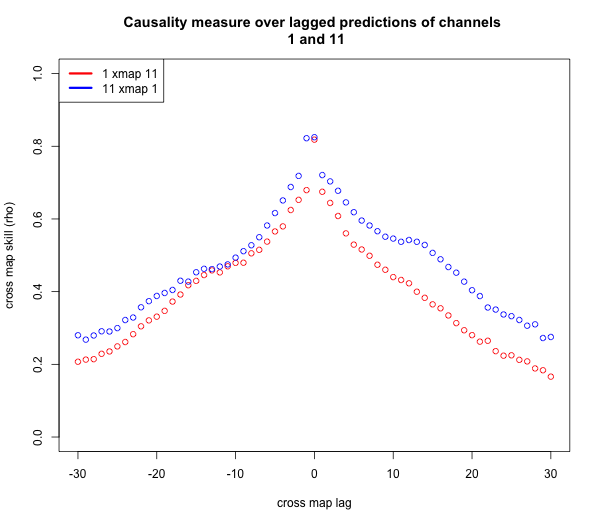 Causality measure over lagged predictions of channels
1 and 11
1 xmap 11
11 xmap 1
cross map skill (rho)
1.0
0.8
0.6
0.4
0.2
0.0
-30 -20 -10 0 10 20 30
cross map lag